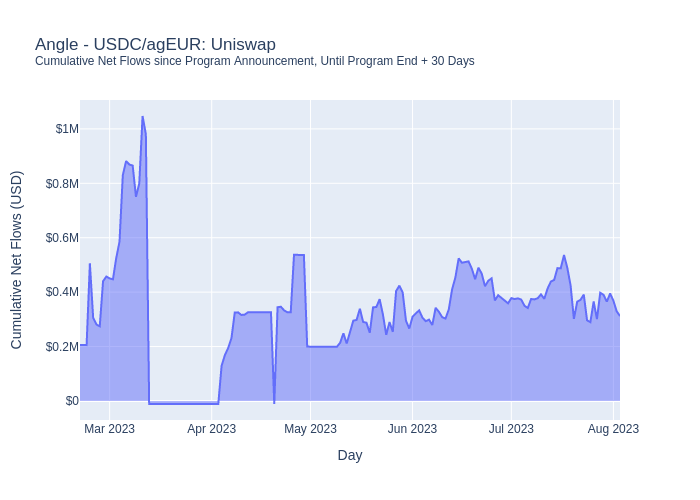 Angle - USDC/agEUR: Uniswap
Cumulative Net Flows since Program Announcement, Until Program End + 30 Days
Cumulative Net Flows (USD)
$1M
$0.8M
$0.6M
$0.4M
$0.2M
$0
Mar 2023 Apr 2023 May 2023 Jun 2023 Jul 2023 Aug 2023
Day